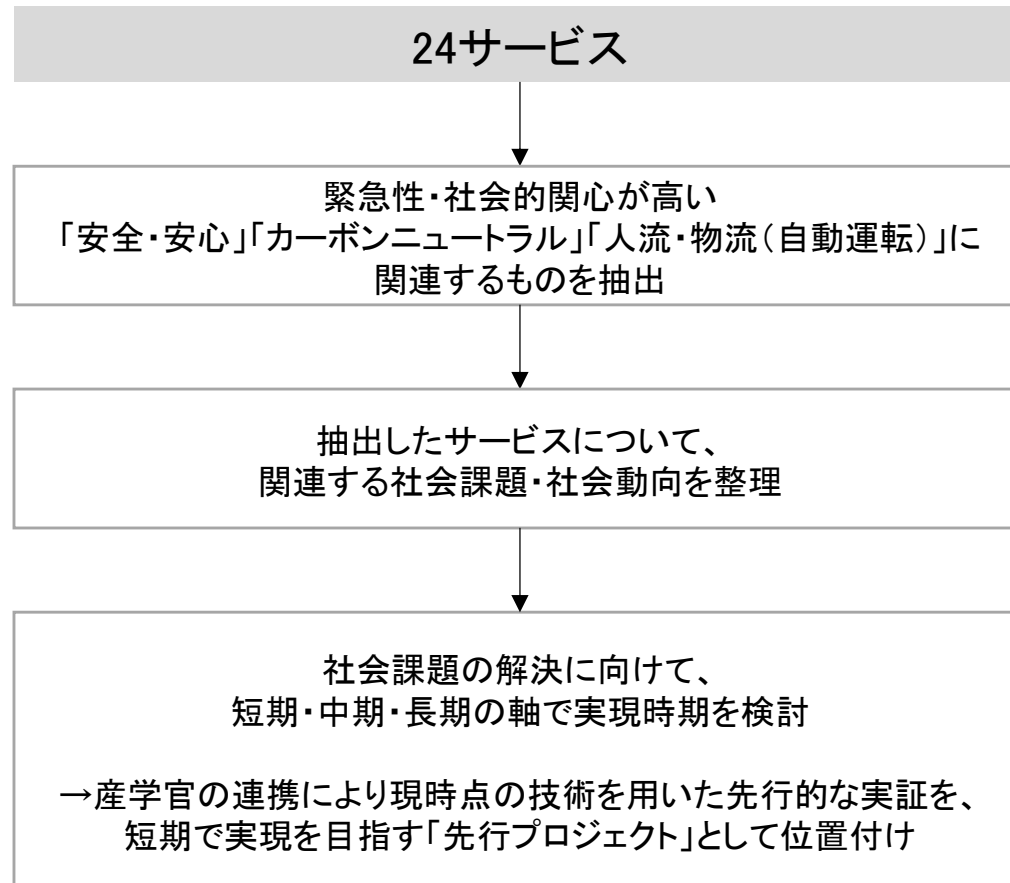 24サービス
緊急性・社会的関心が高い
「安全・安心」「カーボンニュートラル」「人流・物流（自動運転）」に
関連するものを抽出
抽出したサービスについて、
関連する社会課題・社会動向を整理
社会課題の解決に向けて、
短期・中期・長期の軸で実現時期を検討
→産学官の連携により現時点の技術を用いた先行的な実証を、
短期で実現を目指す「先行プロジェクト」として位置付け